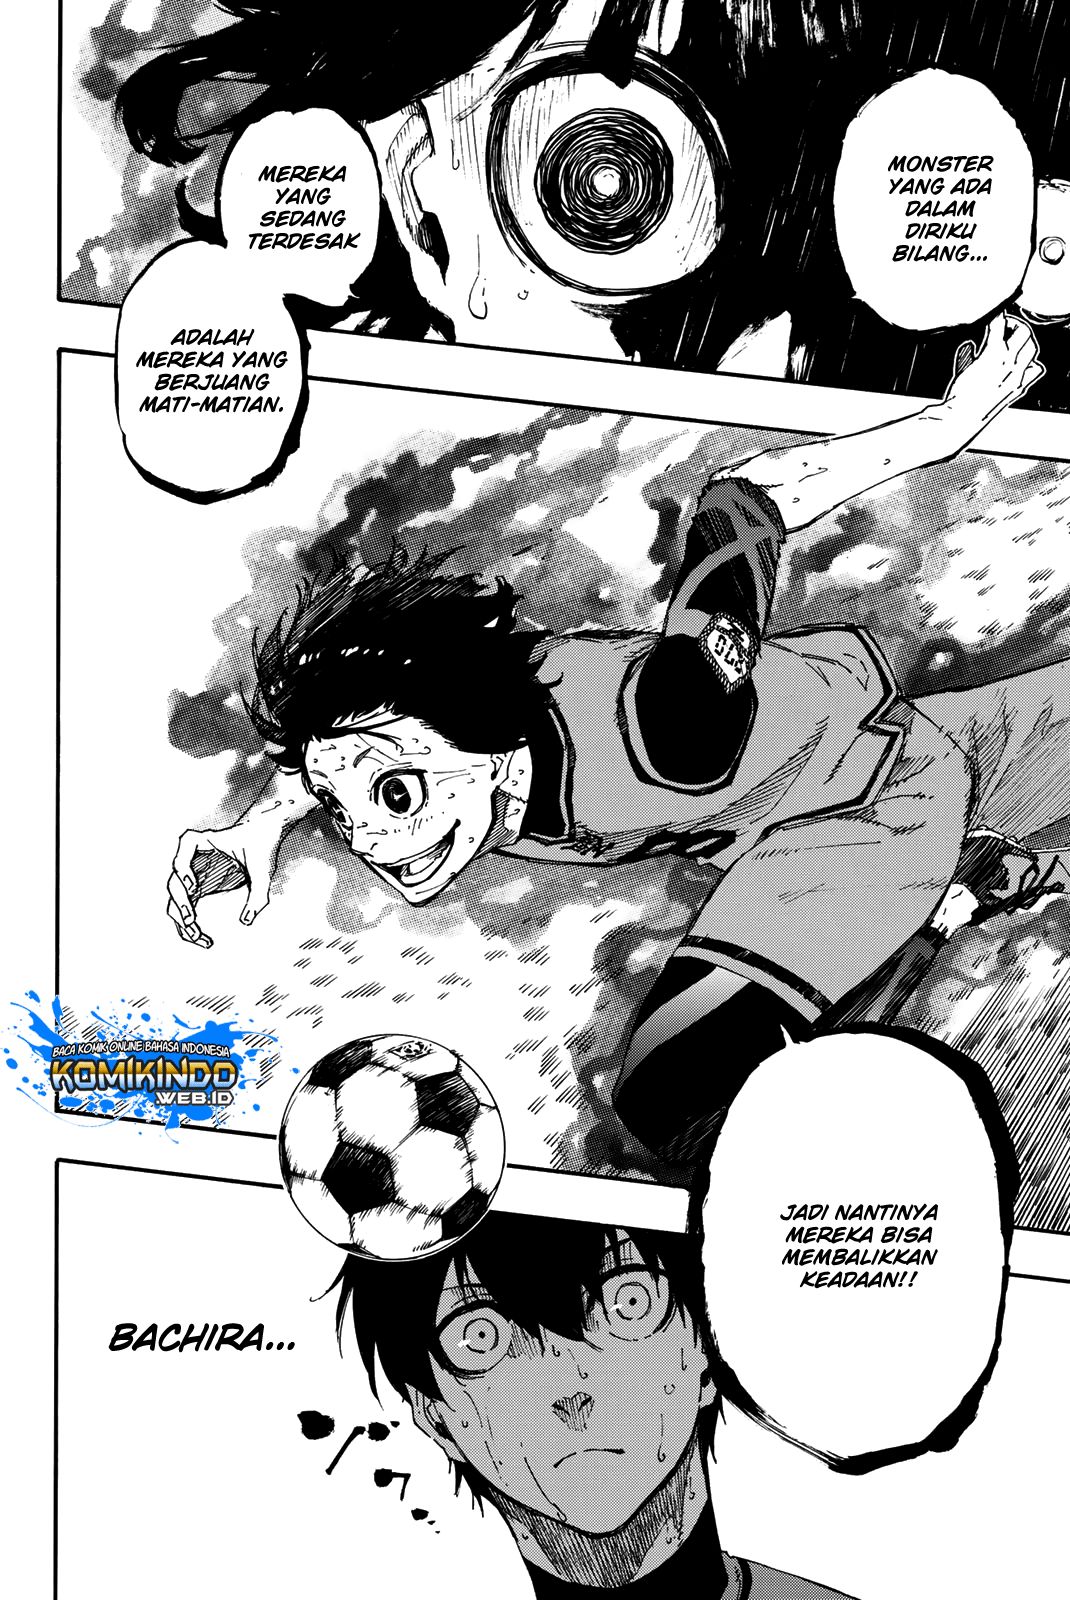 MONSTER
YANG ADA
DALAM
DIRIKU
BILANG...
MEREKA
YANG
SEDANG
TERDESAK
ADALAH
MEREKA YANG
BERJUANG
MATI-MATIAN.
BACA KOMIK ONLINE BAHASA INDONESIA
KOMIKINDO
WEB.ID
JADI NANTINYA
MEREKA BISA
MEMBALIKKAN
KEADAAN!!
BACHIRA...